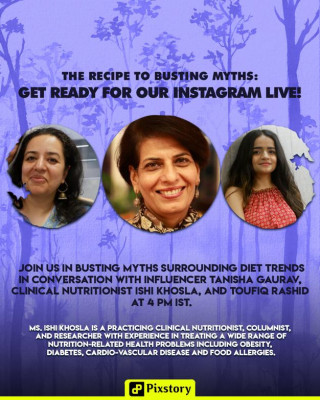 THE RECIPE TO BUSTING MYTHS:
GET READY FOR OUR INSTAGRAM LIVE!
JOIN US IN BUSTING MYTHS SURROUNDING DIET TRENDS
IN CONVERSATION WITH INFLUENCER TANISHA GAURAV,
CLINICAL NUTRITIONIST ISHI KHOSLA, AND TOUFIQ RASHID
AT 4 PM IST.
MS. ISHI KHOSLA IS A PRACTICING CLINICAL NUTRITIONIST, COLUMNIST,
AND RESEARCHER WITH EXPERIENCE IN TREATING A WIDE RANGE OF
NUTRITION-RELATED HEALTH PROBLEMS INCLUDING OBESITY,
DIABETES, CARDIO-VASCULAR DISEASE AND FOOD ALLERGIES.
Pixstory